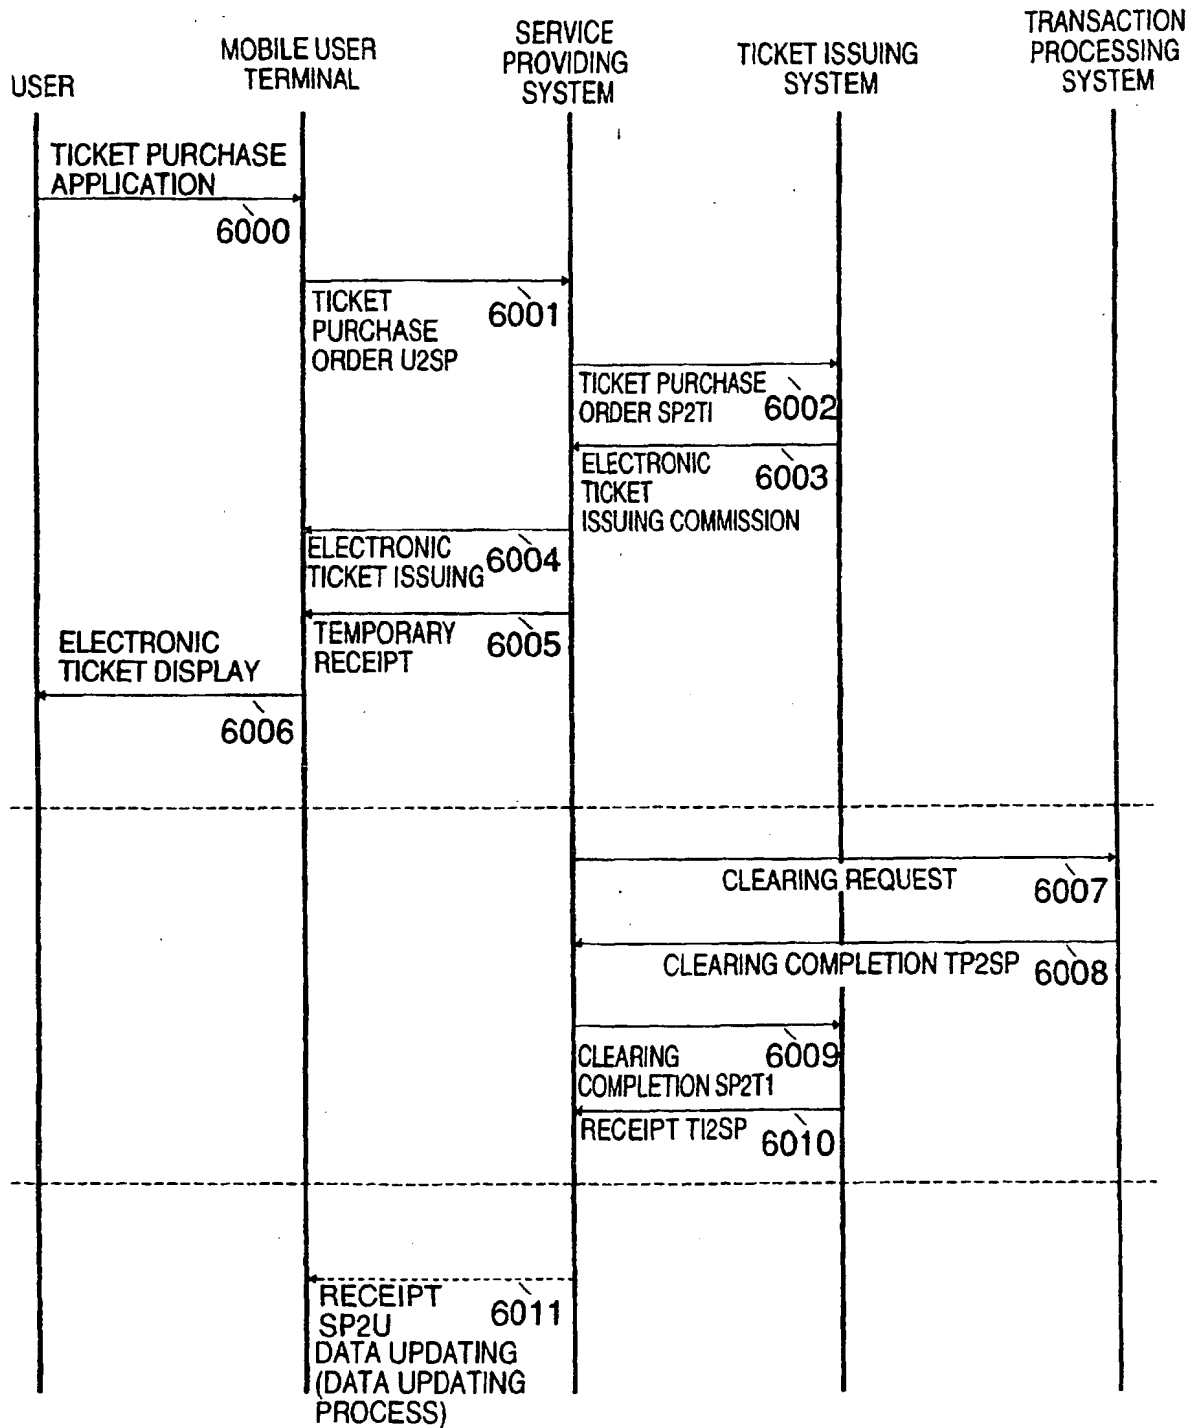 USER
MOBILE USER
TERMINAL
SERVICE
PROVIDING
SYSTEM
TICKET ISSUING
SYSTEM
TRANSACTION
PROCESSING
SYSTEM
TICKET PURCHASE
APPLICATION
6000
TICKET
PURCHASE
ORDER U2SP
6001
TICKET PURCHASE
ORDER SP2TI
6002
ELECTRONIC
TICKET
ISSUING COMMISSION
6003
ELECTRONIC
TICKET ISSUING
6004
TEMPORARY
RECEIPT
6005
ELECTRONIC
TICKET DISPLAY
6006
CLEARING REQUEST
6007
CLEARING COMPLETION TP2SP
6008
CLEARING
COMPLETION SP2T1
6009
RECEIPT TI2SP
6010
RECEIPT
SP2U
DATA UPDATING
(DATA UPDATING
PROCESS)
6011